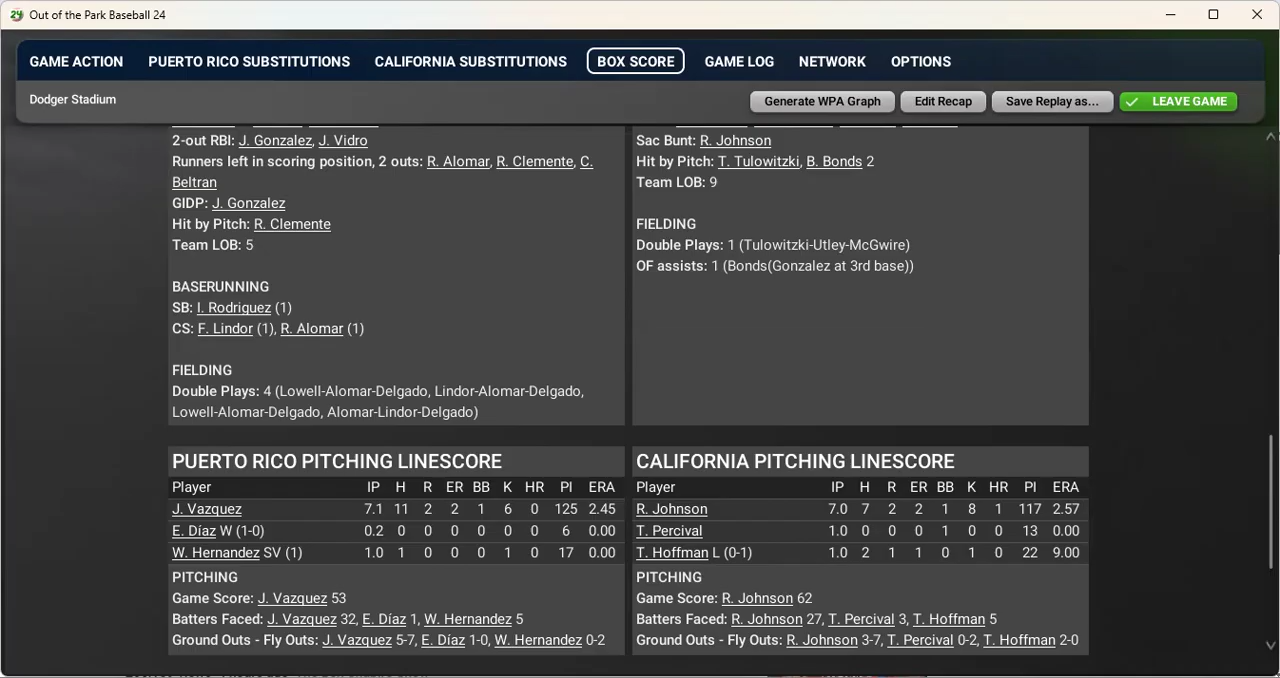 Out of the Park Baseball 24
GAME ACTION PUERTO RICO SUBSTITUTIONS CALIFORNIA SUBSTITUTIONS BOX SCORE GAME LOG NETWORK OPTIONS
Dodger Stadium Generate WPA Graph Edit Recap Save Replay as... LEAVE GAME
2-out RBI: J. Gonzalez, J. Vidro
Runners left in scoring position, 2 outs: R. Alomar, R. Clemente, C.
Beltran
GIDP: J. Gonzalez
Hit by Pitch: R. Clemente
Team LOB: 5
BASERUNNING
SB: I. Rodriguez (1)
CS: F. Lindor (1), R. Alomar (1)
FIELDING
Double Plays: 4 (Lowell-Alomar-Delgado, Lindor-Alomar-Delgado,
Lowell-Alomar-Delgado, Alomar-Lindor-Delgado)
Sac Bunt: R. Johnson
Hit by Pitch: T. Tulowitzki, B. Bonds 2
Team LOB: 9
FIELDING
Double Plays: 1 (Tulowitzki-Utley-McGwire)
OF assists: 1 (Bonds(Gonzalez at 3rd base))
PUERTO RICO PITCHING LINESCORE
Player IP H R ER BB K HR PI ERA
J. Vazquez 7.1 11 2 2 1 6 0 125 2.45
E. Díaz W (1-0) 0.2 0 0 0 0 0 0 6 0.00
W. Hernandez SV (1) 1.0 1 0 0 0 1 0 17 0.00
PITCHING
Game Score: J. Vazquez 53
Batters Faced: J. Vazquez 32, E. Díaz 1, W. Hernandez 5
Ground Outs - Fly Outs: J. Vazquez 5-7, E. Díaz 1-0, W. Hernandez 0-2
CALIFORNIA PITCHING LINESCORE
Player IP H R ER BB K HR PI ERA
R. Johnson 7.0 7 2 2 1 8 1 117 2.57
T. Percival 1.0 0 0 0 1 0 0 13 0.00
T. Hoffman L (0-1) 1.0 2 1 1 0 1 0 22 9.00
PITCHING
Game Score: R. Johnson 62
Batters Faced: R. Johnson 27, T. Percival 3, T. Hoffman 5
Ground Outs - Fly Outs: R. Johnson 3-7, T. Percival 0-2, T. Hoffman 2-0